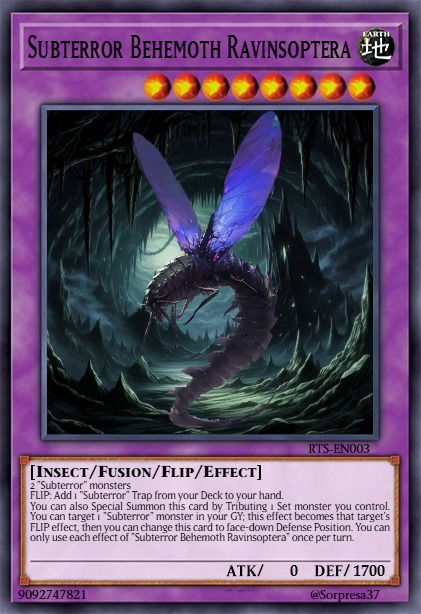 SUBTERROR BEHEMOTH RAVINSOPTERA
EARTH
地
RTS-EN003
[INSECT/FUSION/FLIP/EFFECT]
2 "Subterror" monsters
FLIP: Add 1 "Subterror" Trap from your Deck to your hand.
You can also Special Summon this card by Tributing 1 Set monster you control.
You can target 1 "Subterror" monster in your GY; this effect becomes that target's
FLIP effect, then you can change this card to face-down Defense Position. You can
only use each effect of "Subterror Behemoth Ravinsoptera" once per turn.
ATK/ 0 DEF/1700
9092747821
@Sorpresa37